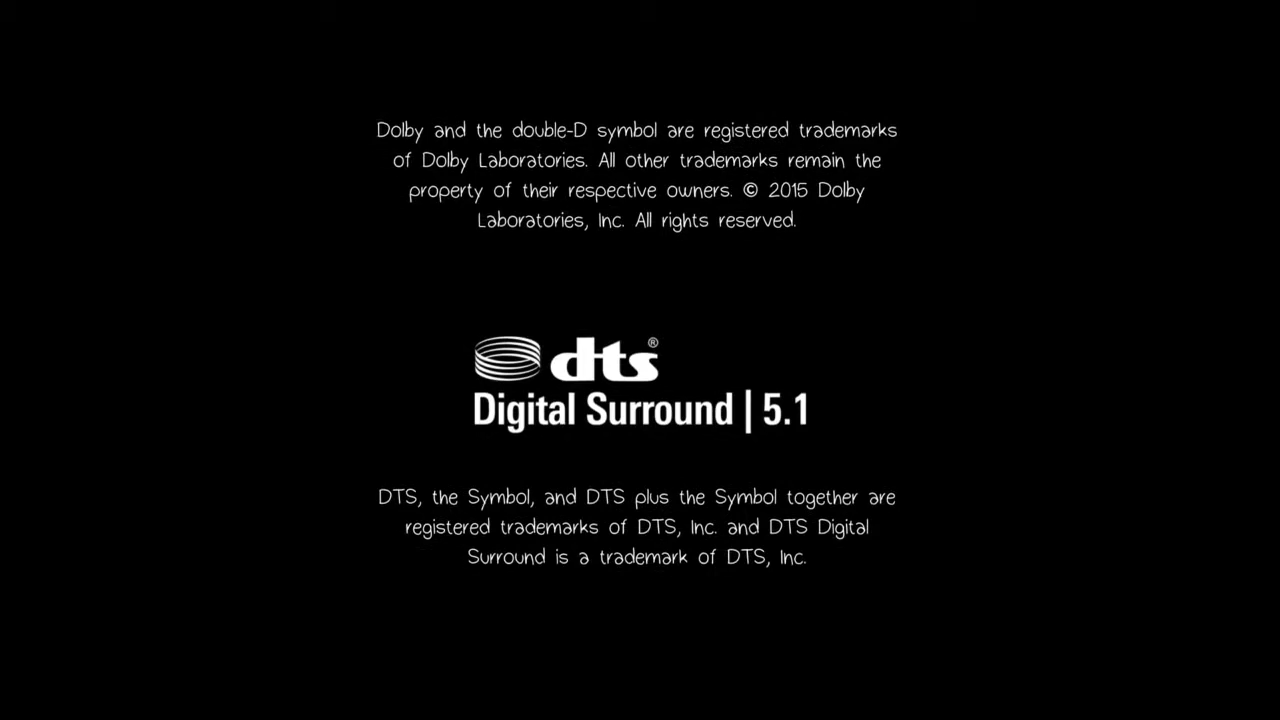 Dolby and the double-D symbol are registered trademarks
of Dolby Laboratories. All other trademarks remain the
property of their respective owners. © 2015 Dolby
Laboratories, Inc. All rights reserved.
dts®
Digital Surround | 5.1
DTS, the Symbol, and DTS plus the Symbol together are
registered trademarks of DTS, Inc. and DTS Digital
Surround is a trademark of DTS, Inc.